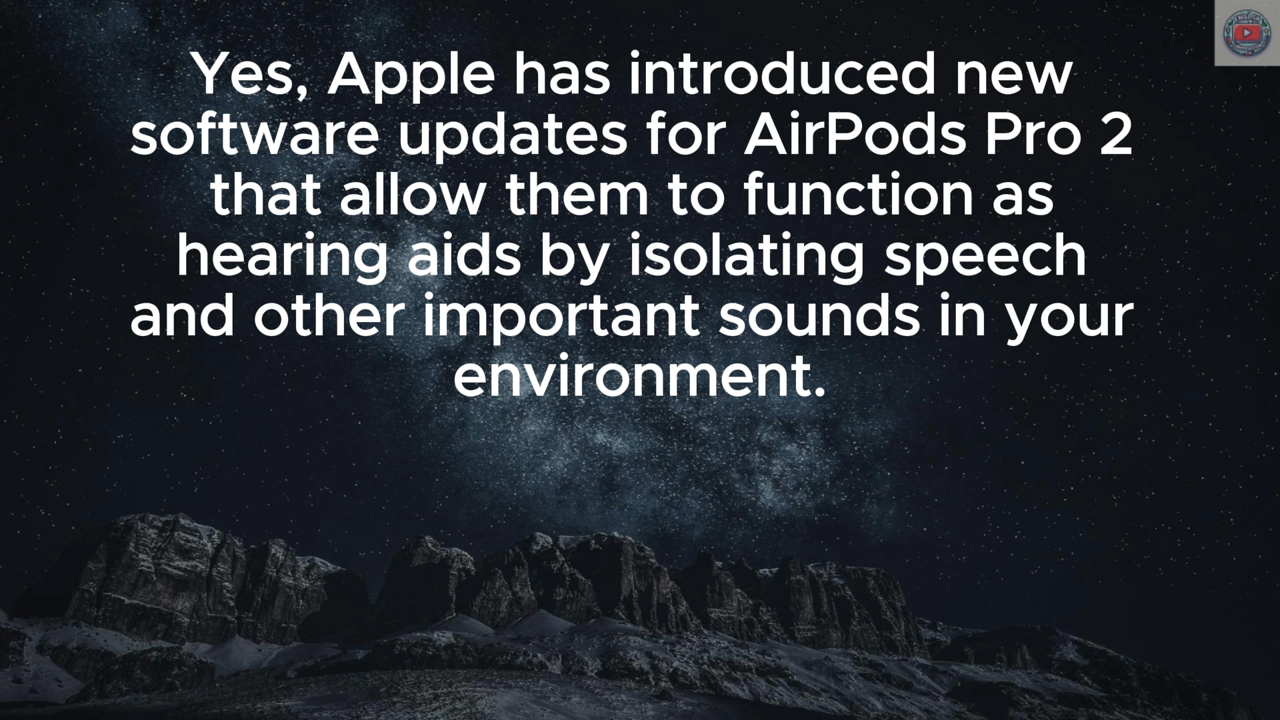 Yes, Apple has introduced new
software updates for AirPods Pro 2
that allow them to function as
hearing aids by isolating speech
and other important sounds in your
environment.